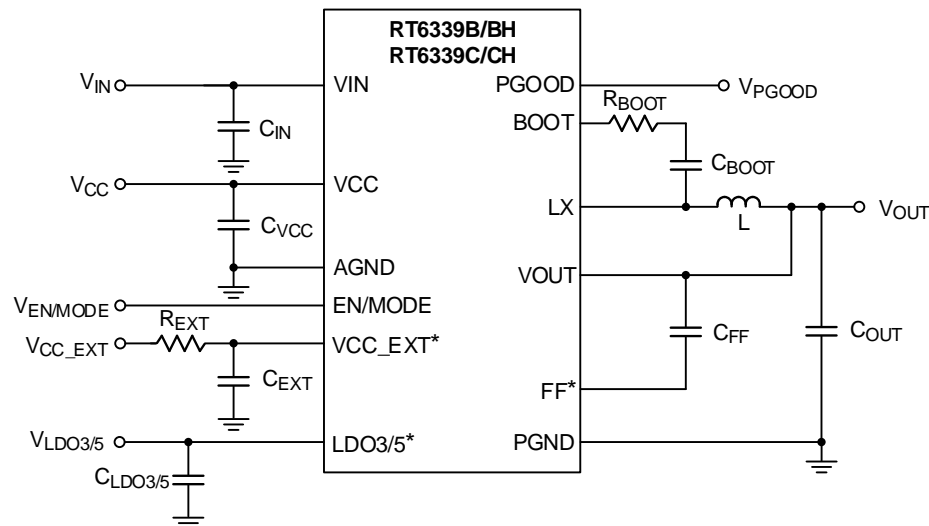 RT6339B/BH
RT6339C/CH
VIN
VIN
CIN
VCC
VCC
CVCC
AGND
VEN/MODE
EN/MODE
VCC_EXT
REXT
VCC_EXT*
CEXT
VLDO3/5
LDO3/5*
CLDO3/5
PGOOD
VPGOOD
BOOT
RBOOT
CBOOT
LX
L
VOUT
VOUT
CFF
COUT
FF*
PGND